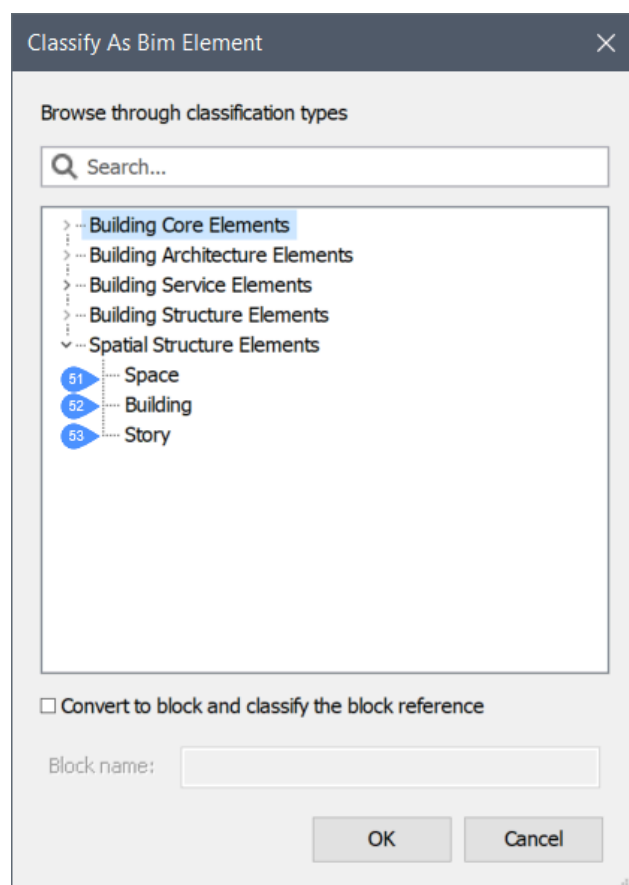 Classify As Bim Element
Browse through classification types
Search...
Building Core Elements
Building Architecture Elements
Building Service Elements
Building Structure Elements
Spatial Structure Elements
51 Space
52 Building
53 Story
Convert to block and classify the block reference
Block name:
OK Cancel